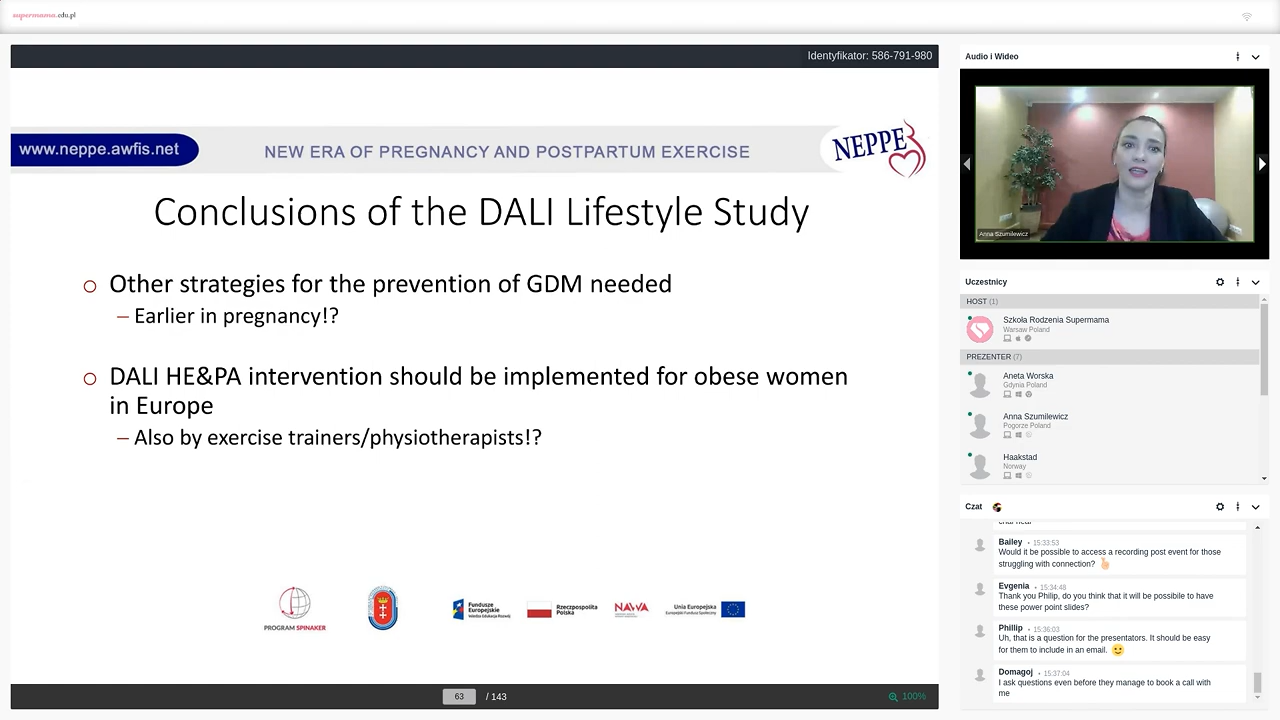 supermama.edu.pl
Identyfikator: 586-791-980
www.neppe.awfis.net
NEW ERA OF PREGNANCY AND POSTPARTUM EXERCISE
NEPPE
Conclusions of the DALI Lifestyle Study
Other strategies for the prevention of GDM needed
– Earlier in pregnancy!?
DALI HE&PA intervention should be implemented for obese women
in Europe
– Also by exercise trainers/physiotherapists!?
PROGRAM SPINAKER
Fundusze
Europejskie
Wiedza Edukacja Rozwój
Rzeczpospolita
Polska
NAWA
Unia Europejska
Europejski Fundusz Społeczny
63 / 143
100%
Audio i Wideo
Anna Szumilewicz
Uczestnicy
HOST (1)
Szkoła Rodzenia Supermama
Warsaw Poland
PREZENTER (7)
Aneta Worska
Gdynia Poland
Anna Szumilewicz
Pogorze Poland
Haakstad
Norway
Czat
Bailey • 15:33:53
Would it be possible to access a recording post event for those
struggling with connection?
Evgenia • 15:34:48
Thank you Philip, do you think that it will be possibile to have
these power point slides?
Phillip • 15:36:03
Uh, that is a question for the presentators. It should be easy
for them to include in an email.
Domagoj • 15:37:04
I ask questions even before they manage to book a call with
me